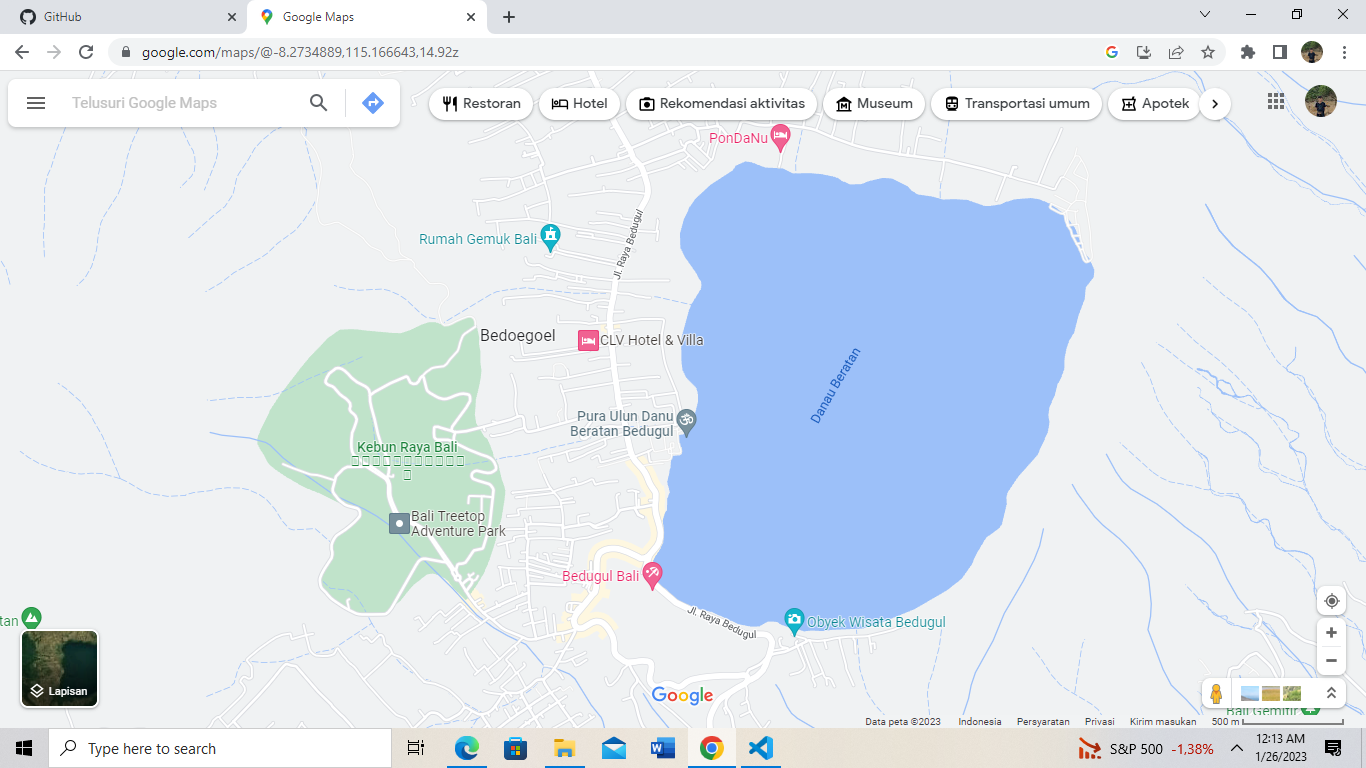 GitHub
Google Maps
google.com/maps/@-8.2734889,115.166643,14.92z
Telusuri Google Maps
Restoran
Hotel
Rekomendasi aktivitas
Museum
Transportasi umum
Apotek
PonDaNu
Jl. Raya Bedugul
Rumah Gemuk Bali
Bedoegoel
CLV Hotel & Villa
Danau Beratan
Pura Ulun Danu
Beratan Bedugul
Kebun Raya Bali
Bali Treetop
Adventure Park
Bedugul Bali
Jl. Raya Bedugul
Obyek Wisata Bedugul
tan
Lapisan
Google
Bali Gemitir
Data peta ©2023
Indonesia
Persyaratan
Privasi
Kirim masukan
500 m
Type here to search
S&P 500 -1,38%
12:13 AM
1/26/2023